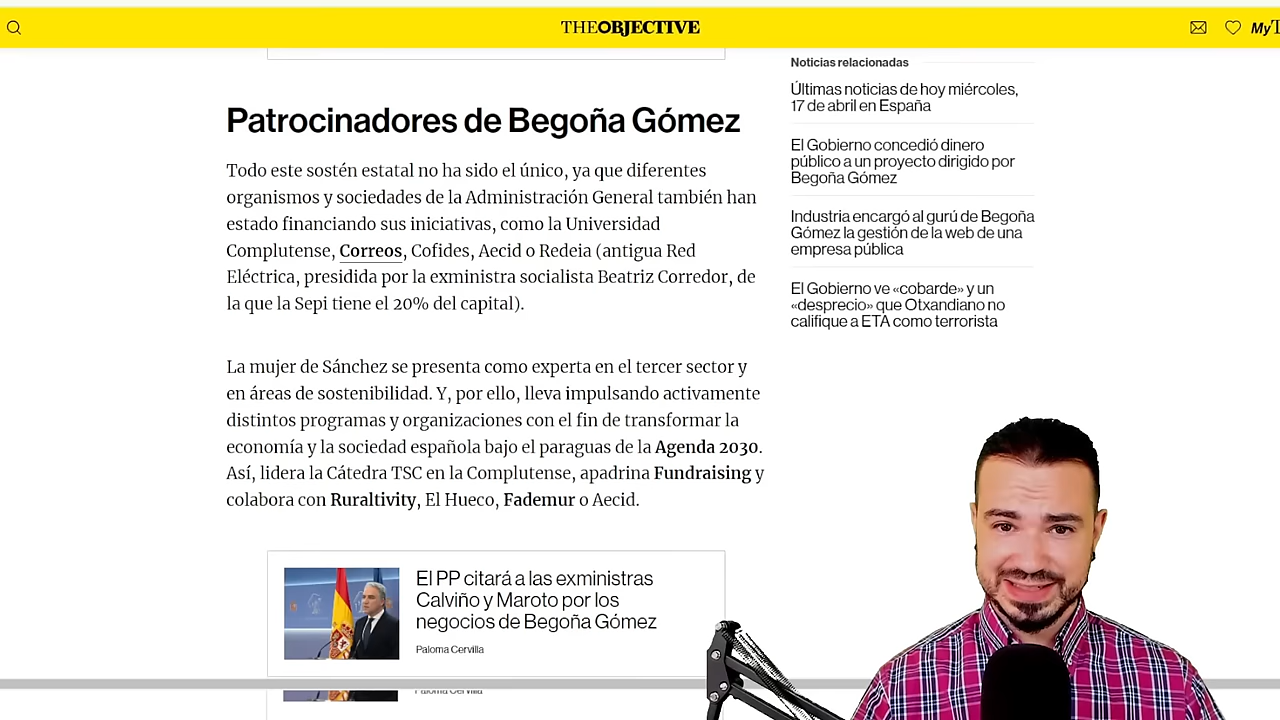 THEOBJECTIVE
My
Patrocinadores de Begoña Gómez
Todo este sostén estatal no ha sido el único, ya que diferentes
organismos y sociedades de la Administración General también han
estado financiando sus iniciativas, como la Universidad
Complutense, Correos, Cofides, Aecid o Redeia (antigua Red
Eléctrica, presidida por la exministra socialista Beatriz Corredor, de
la que la Sepi tiene el 20% del capital).
La mujer de Sánchez se presenta como experta en el tercer sector y
en áreas de sostenibilidad. Y, por ello, lleva impulsando activamente
distintos programas y organizaciones con el fin de transformar la
economía y la sociedad española bajo el paraguas de la Agenda 2030.
Así, lidera la Cátedra TSC en la Complutense, apadrina Fundraising y
colabora con Ruraltivity, El Hueco, Fademur o Aecid.
El PP citará a las exministras
Calviño y Maroto por los
negocios de Begoña Gómez
Paloma Cervilla
Paloma Cervilla
Noticias relacionadas
Últimas noticias de hoy miércoles,
17 de abril en España
El Gobierno concedió dinero
público a un proyecto dirigido por
Begoña Gómez
Industria encargó al gurú de Begoña
Gómez la gestión de la web de una
empresa pública
El Gobierno ve «cobarde» y un
«desprecio» que Otxandiano no
califique a ETA como terrorista